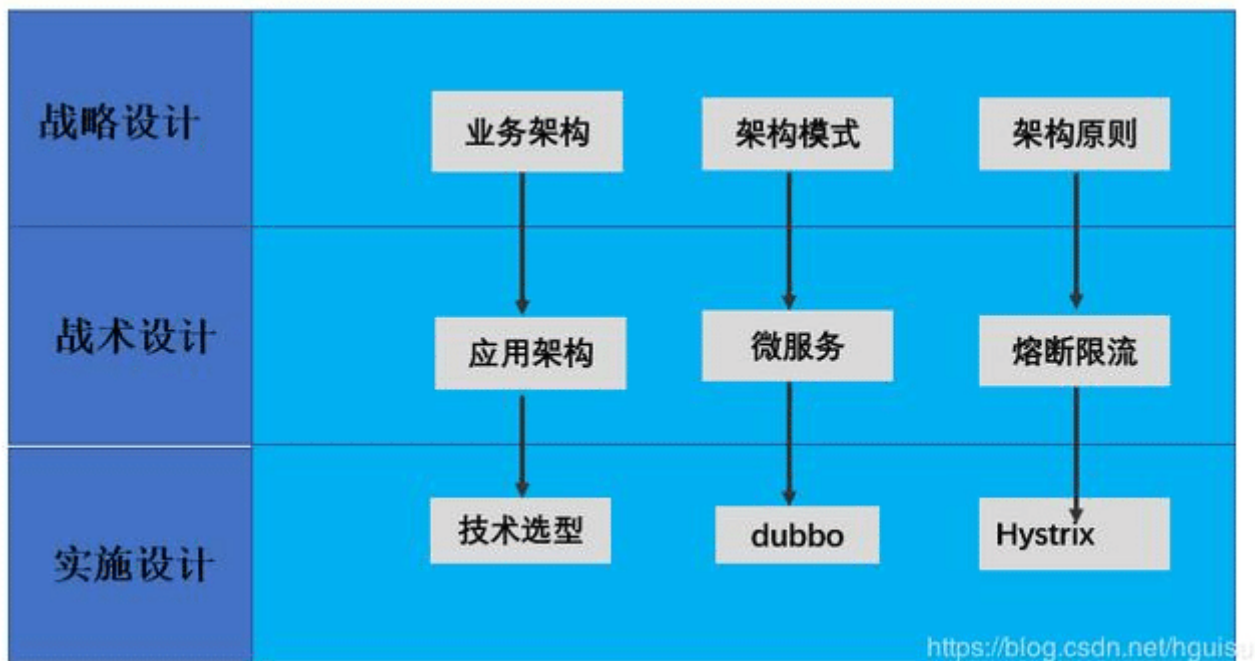 战略设计
业务架构
架构模式
架构原则
战术设计
应用架构
微服务
熔断限流
实施设计
技术选型
dubbo
Hystrix